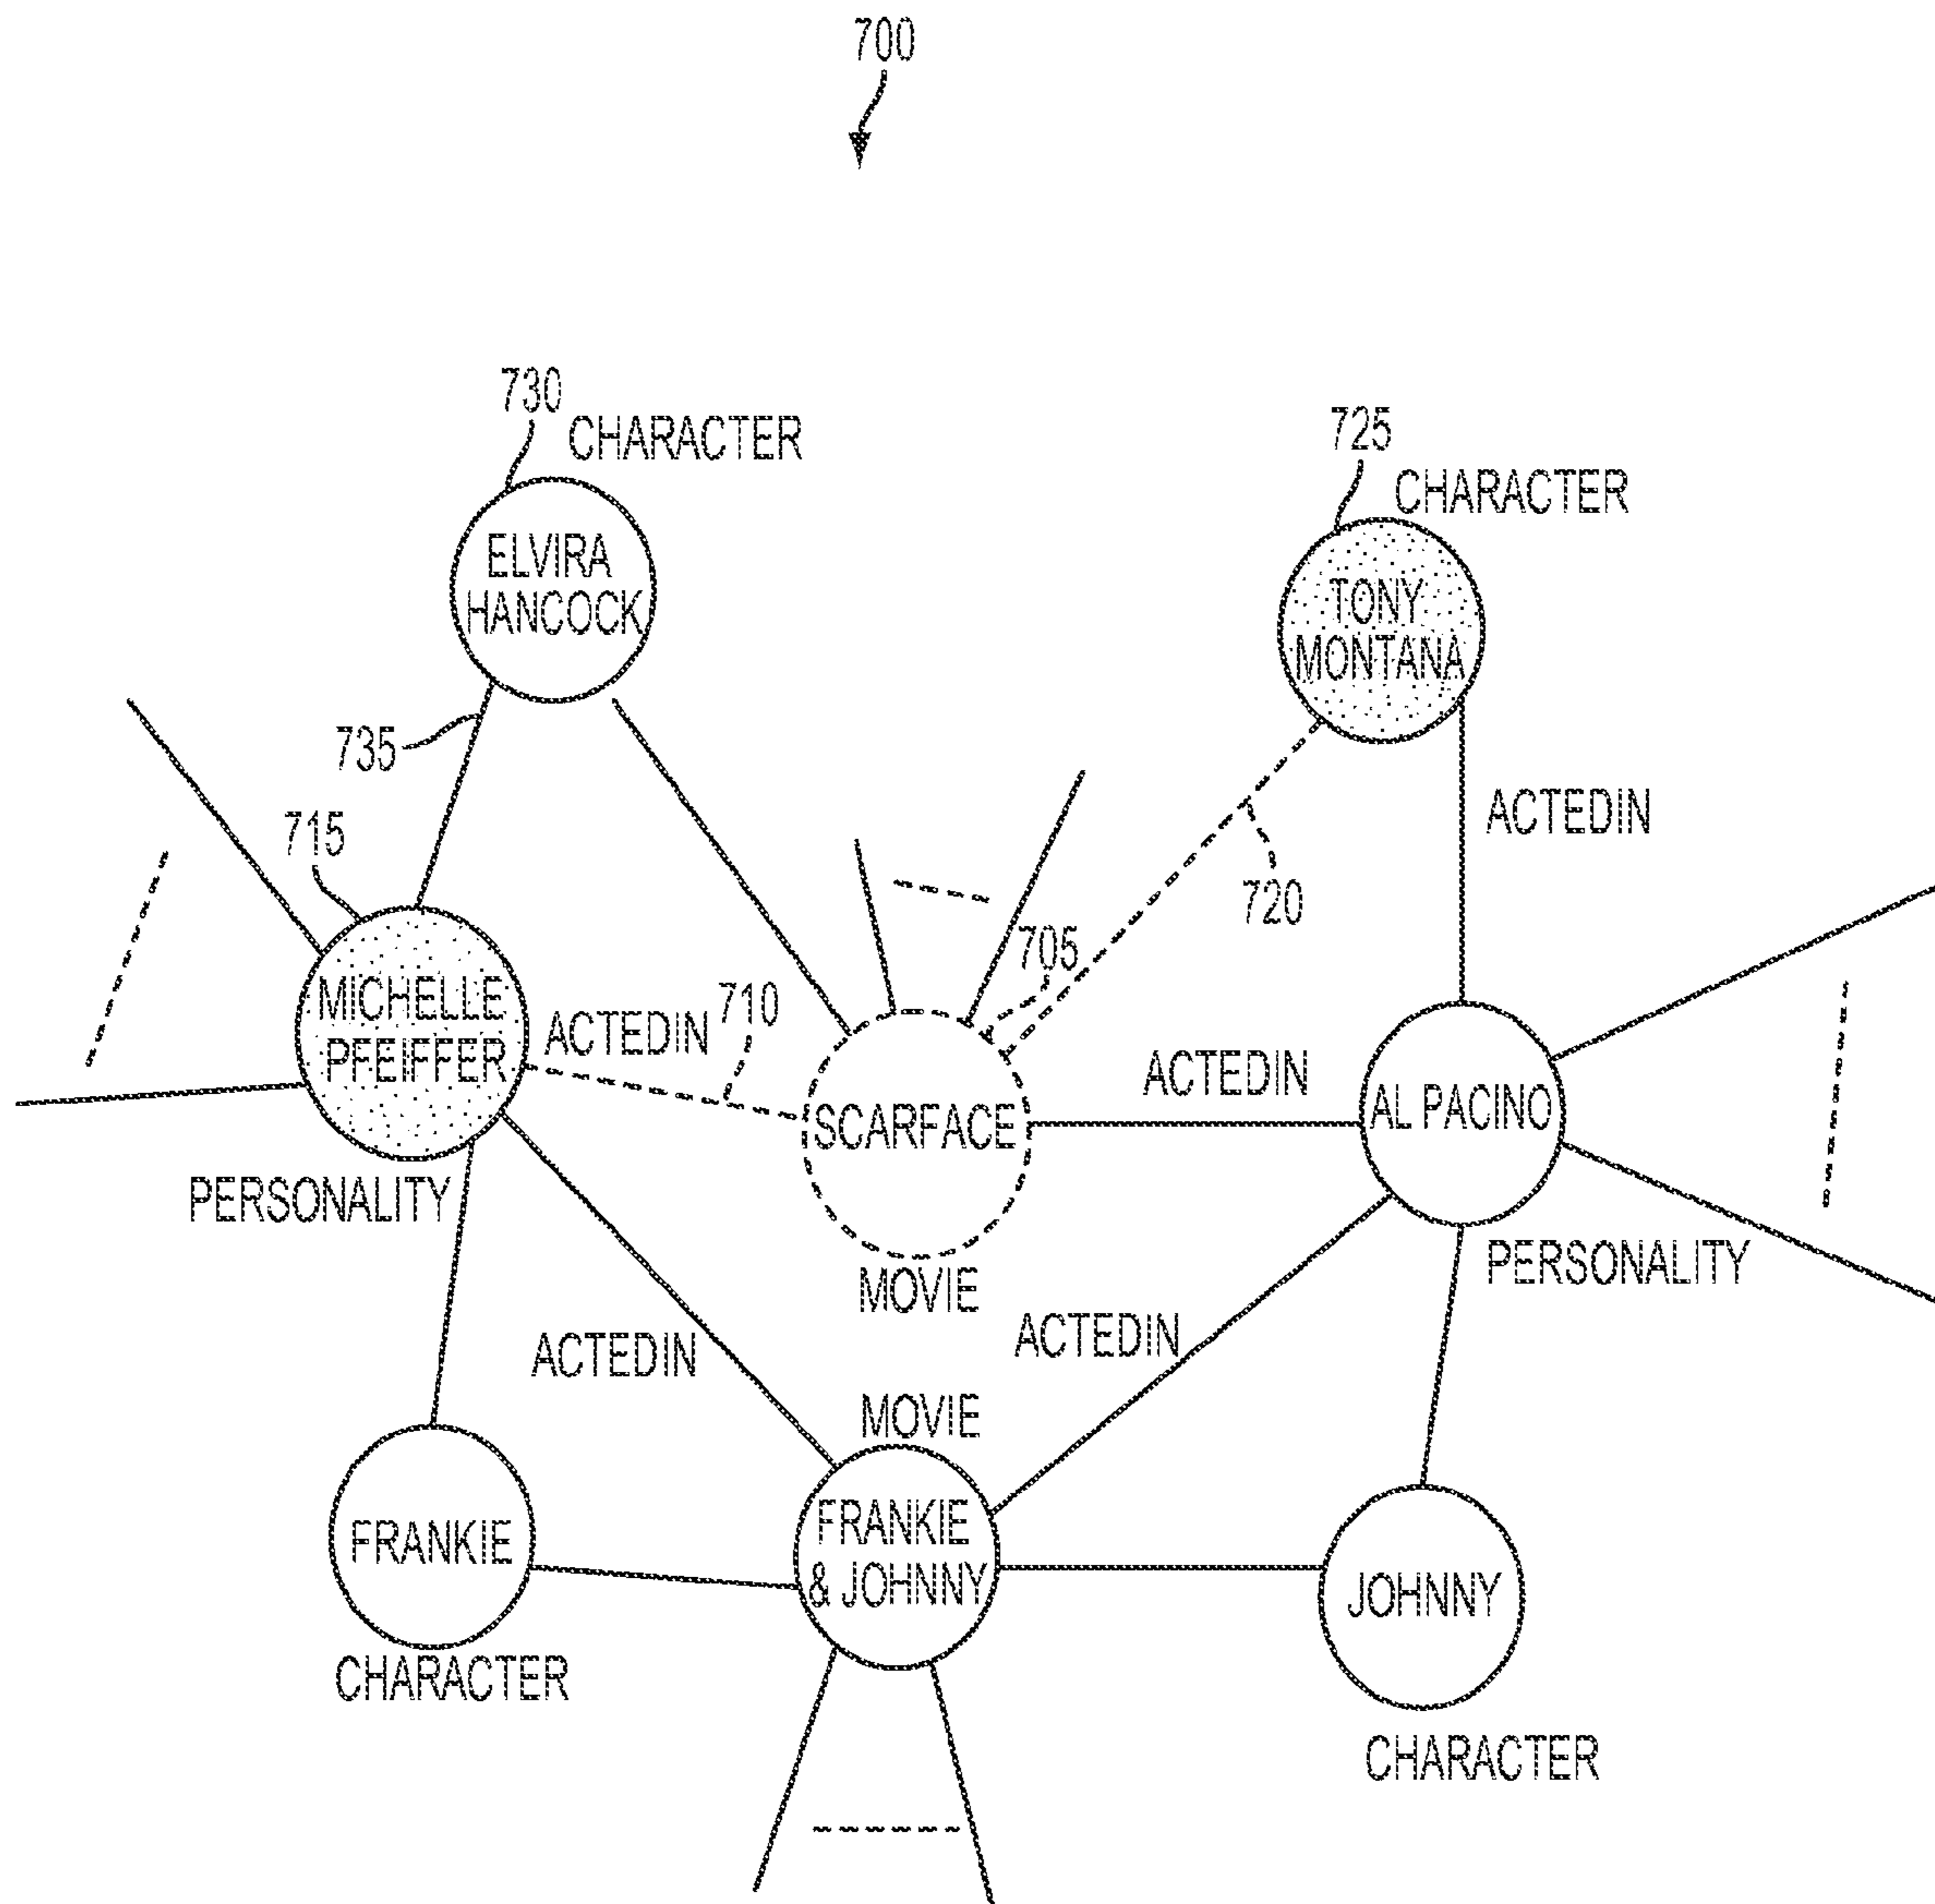 700
730
CHARACTER
725
CHARACTER
ELVIRA
HANCOCK
TONY
MONTANA
735
715
ACTEDIN
720
705
MICHELLE
PFEIFFER
ACTEDIN
710
ACTEDIN
SCARFACE
AL PACINO
PERSONALITY
MOVIE
PERSONALITY
ACTEDIN
ACTEDIN
MOVIE
FRANKIE
FRANKIE
& JOHNNY
JOHNNY
CHARACTER
CHARACTER